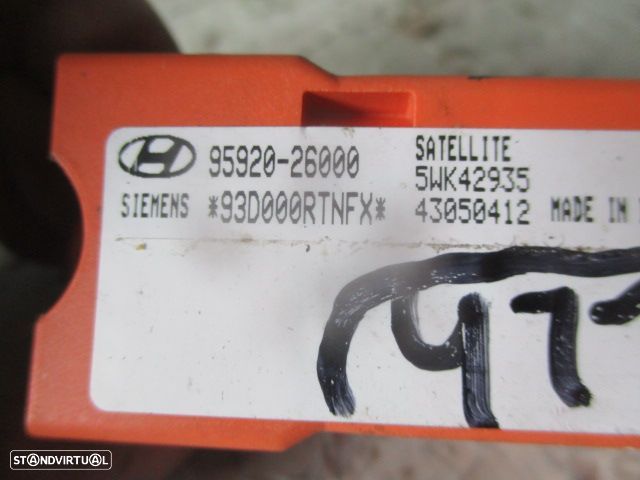 95920-26000
SATELLITE
5WK42935
SIEMENS *93D000RTNFX* 43050412 MADE IN
STANDVIRTUAL